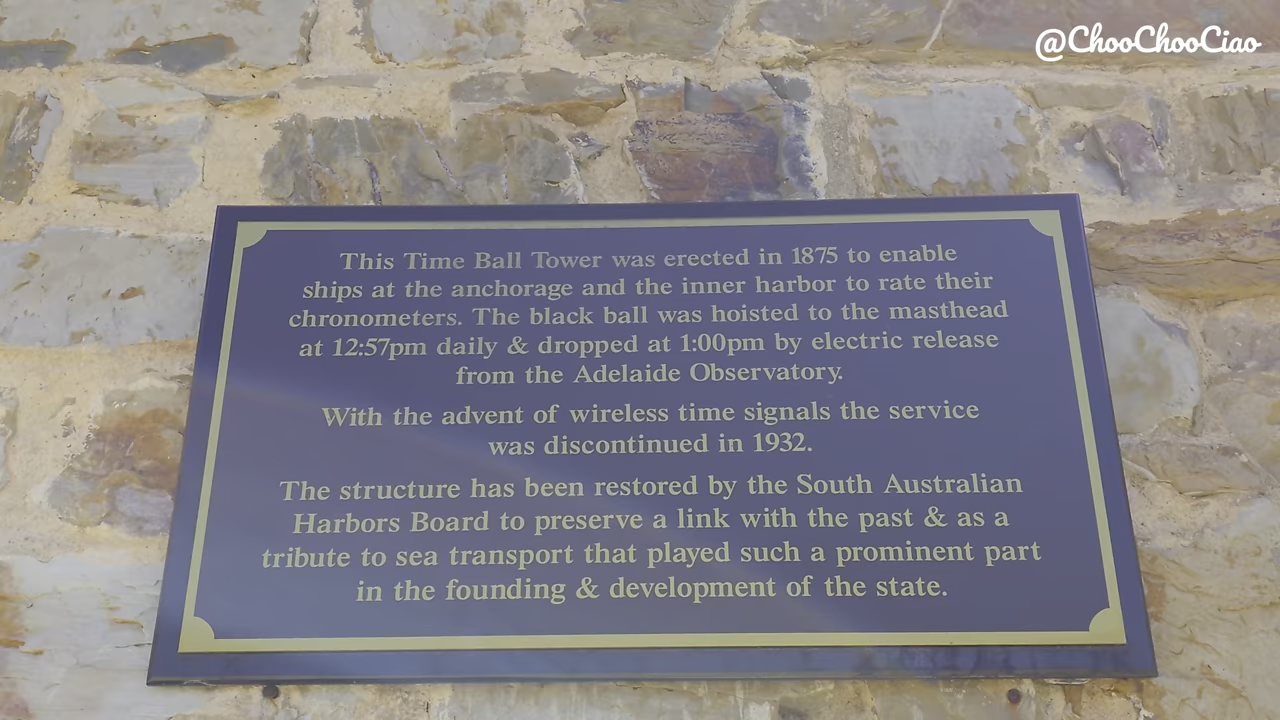 @ChooChooCiao
This Time Ball Tower was erected in 1875 to enable
ships at the anchorage and the inner harbor to rate their
chronometers. The black ball was hoisted to the masthead
at 12:57pm daily & dropped at 1:00pm by electric release
from the Adelaide Observatory.
With the advent of wireless time signals the service
was discontinued in 1932.
The structure has been restored by the South Australian
Harbors Board to preserve a link with the past & as a
tribute to sea transport that played such a prominent part
in the founding & development of the state.